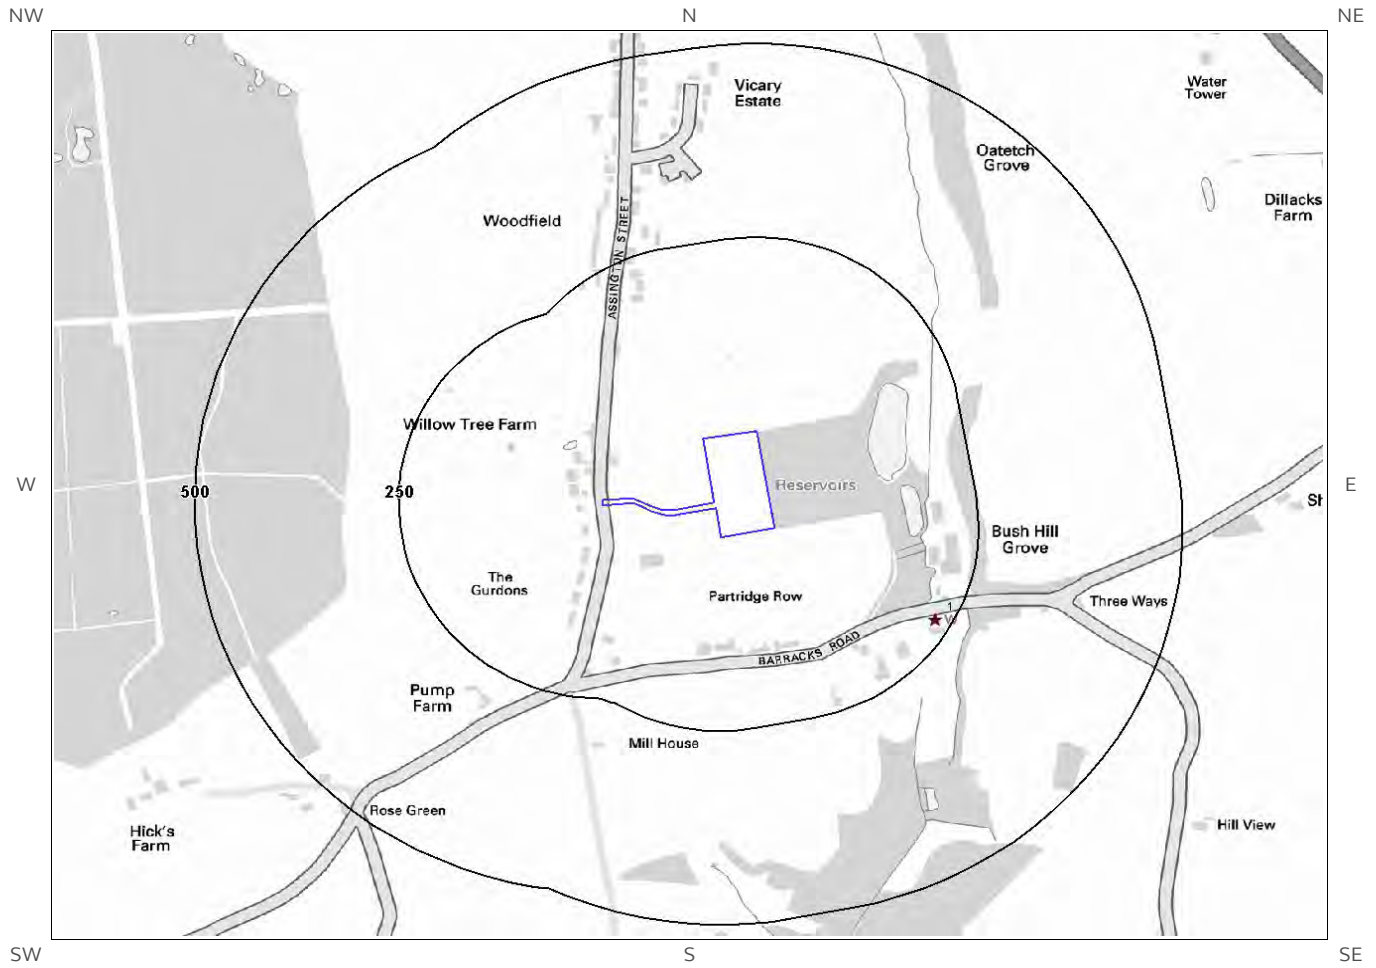 NW
N
NE
Vicary
Estate
Water
Tower
Oatetch
Grove
Dillacks
Farm
Woodfield
ASSINGTON STREET
Willow Tree Farm
W
500
250
Reservoirs
E
Sh
Bush Hill
Grove
The
Gurdons
Partridge Row
1
Three Ways
W
BARRACKS ROAD
Pump
Farm
Mill House
Rose Green
Hick's
Farm
Hill View
SW
S
SE